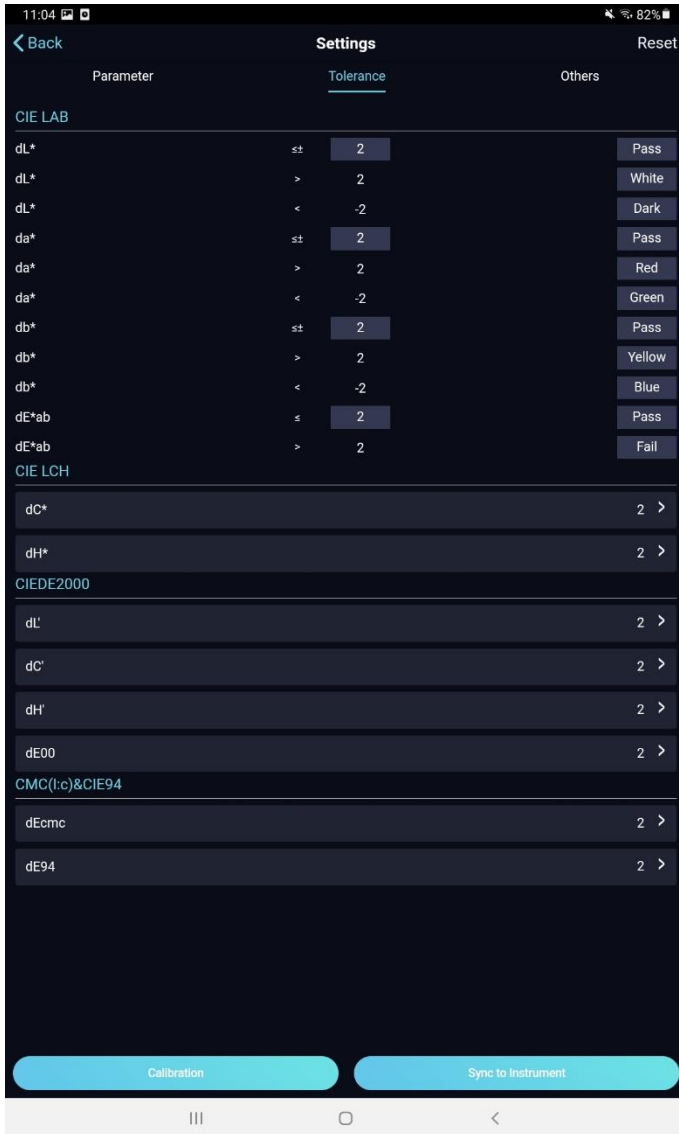 11:04 82%
Back Settings Reset
Parameter Tolerance Others
CIE LAB
dL* ≤± 2 Pass
dL* > 2 White
dL* < -2 Dark
da* ≤± 2 Pass
da* > 2 Red
da* < -2 Green
db* ≤± 2 Pass
db* > 2 Yellow
db* < -2 Blue
dE*ab ≤ 2 Pass
dE*ab > 2 Fail
CIE LCH
dC* 2
dH* 2
CIEDE2000
dL' 2
dC' 2
dH' 2
dE00 2
CMC(l:c)&CIE94
dEcmc 2
dE94 2
Calibration Sync to Instrument